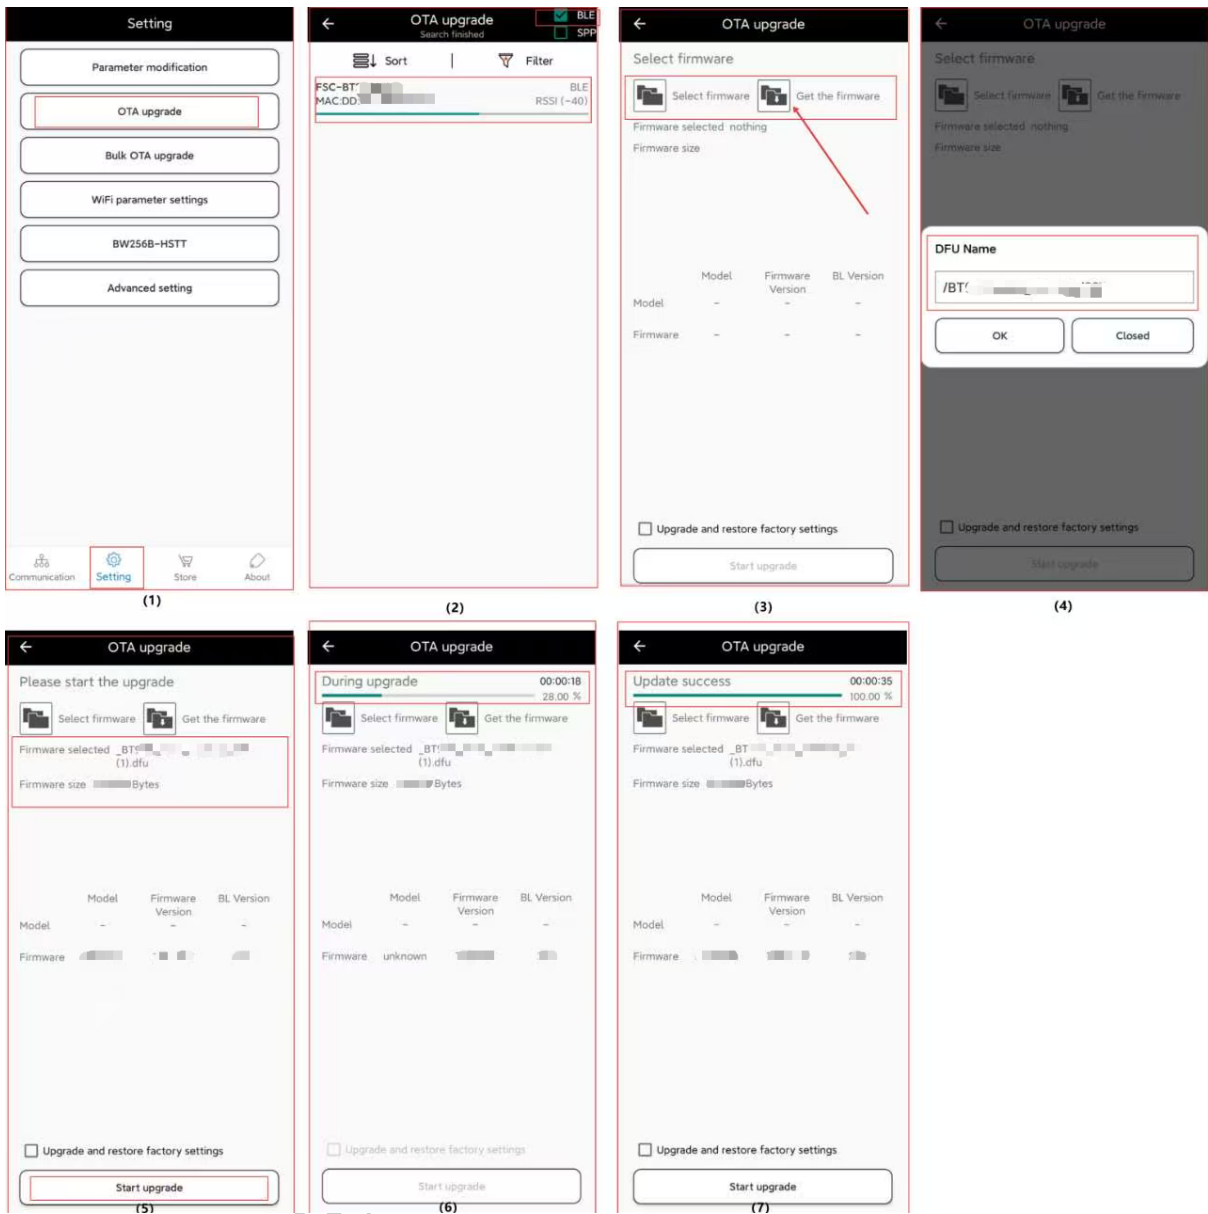 Setting
Parameter modification
OTA upgrade
Bulk OTA upgrade
WiFi parameter settings
BW256B-HSTT
Advanced setting
Communication Setting Store About
(1)
OTA upgrade
Search finished
BLE
SPP
Sort | Filter
BLE
RSSI (-40)
(2)
OTA upgrade
Select firmware
Select firmware Get the firmware
Firmware selected nothing
Firmware size
Model Firmware Version BL Version
Model - - -
Firmware - - -
Upgrade and restore factory settings
Start upgrade
(3)
OTA upgrade
Select firmware
Select firmware Get the firmware
Firmware selected nothing
Firmware size
DFU Name
OK Closed
Upgrade and restore factory settings
Start upgrade
(4)
OTA upgrade
Please start the upgrade
Select firmware Get the firmware
Firmware selected
(1).dfu
Firmware size Bytes
Model Firmware Version BL Version
Model - - -
Firmware
Upgrade and restore factory settings
Start upgrade
(5)
OTA upgrade
During upgrade 00:00:18
28.00 %
Select firmware Get the firmware
Firmware selected
(1).dfu
Firmware size Bytes
Model Firmware Version BL Version
Model - - -
Firmware unknown
Upgrade and restore factory settings
Start upgrade
(6)
OTA upgrade
Update success 00:00:35
100.00 %
Select firmware Get the firmware
Firmware selected
(1).dfu
Firmware size Bytes
Model Firmware Version BL Version
Model - - -
Firmware
Upgrade and restore factory settings
Start upgrade
(7)